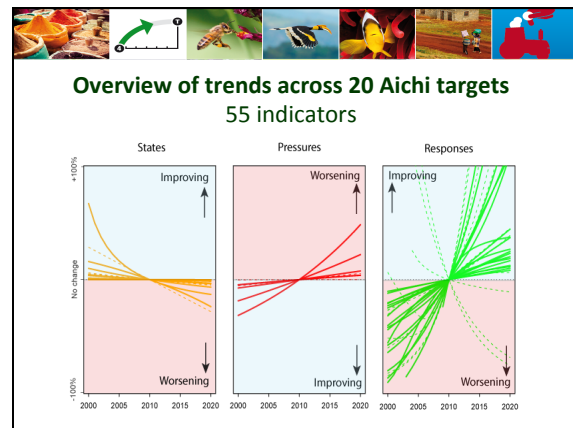 4
T
Overview of trends across 20 Aichi targets
55 indicators
States
Pressures
Responses
+100%
No change
-100%
Improving
Worsening
Worsening
Improving
Improving
Worsening
2000 2005 2010 2015 2020
2000 2005 2010 2015 2020
2000 2005 2010 2015 2020